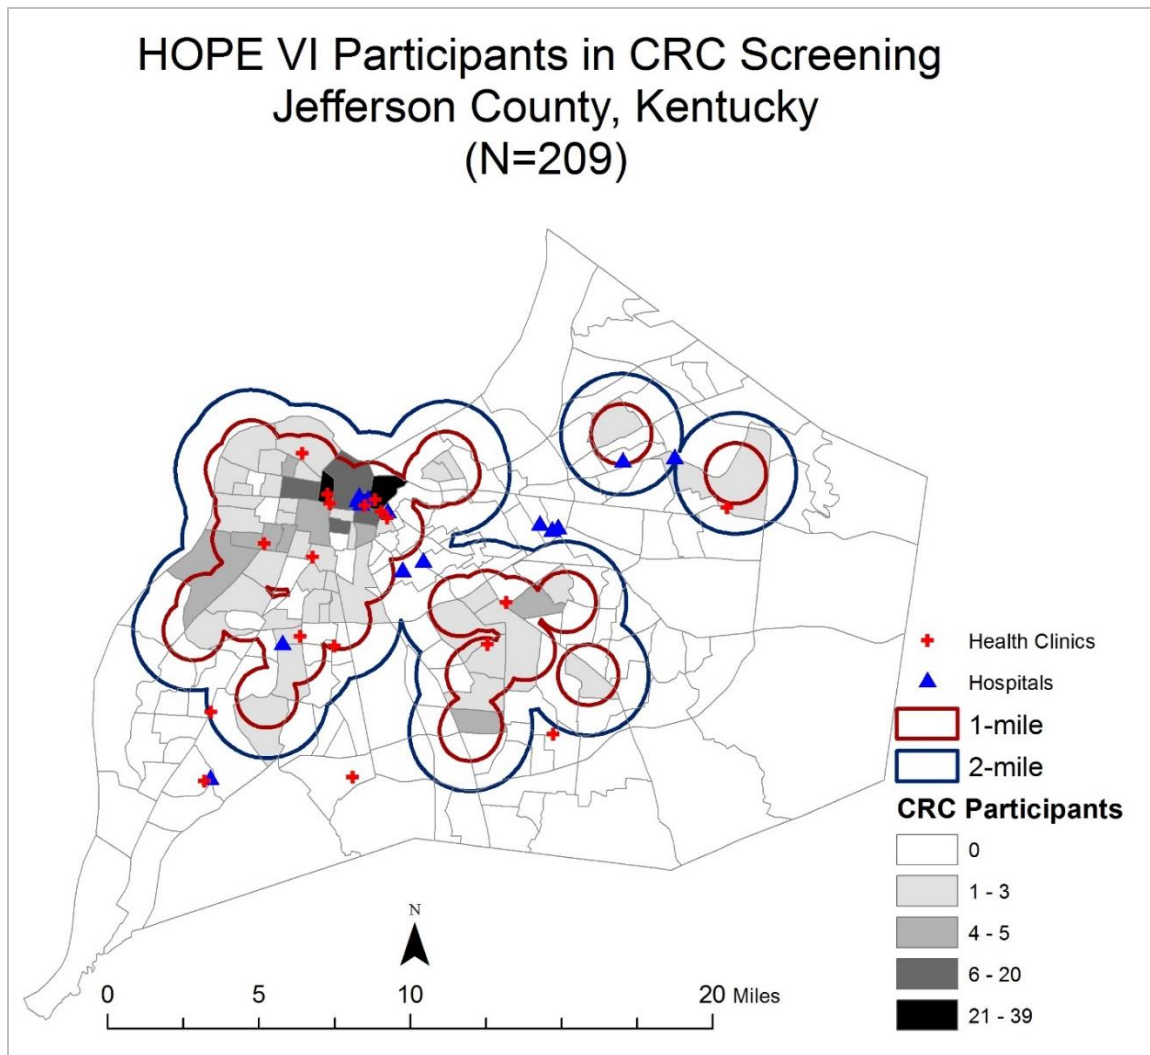 HOPE VI Participants in CRC Screening
Jefferson County, Kentucky
(N=209)
Health Clinics
Hospitals
1-mile
2-mile
CRC Participants
0
1 - 3
4 - 5
6 - 20
21 - 39
N
0 5 10 20 Miles